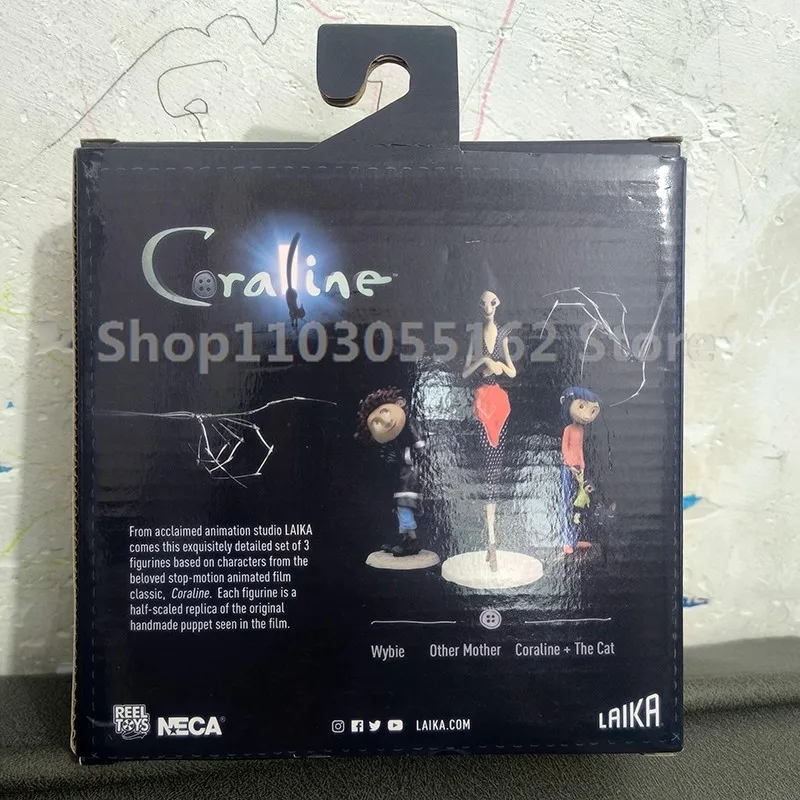 Coraline™
Shop1103055162 Store
From acclaimed animation studio LAIKA
comes this exquisitely detailed set of 3
figurines based on characters from the
beloved stop-motion animated film
classic, Coraline. Each figurine is a
half-scaled replica of the original
handmade puppet seen in the film.
Wybie Other Mother Coraline + The Cat
REEL
TOYS NECA® LAIKA.COM LAIKA